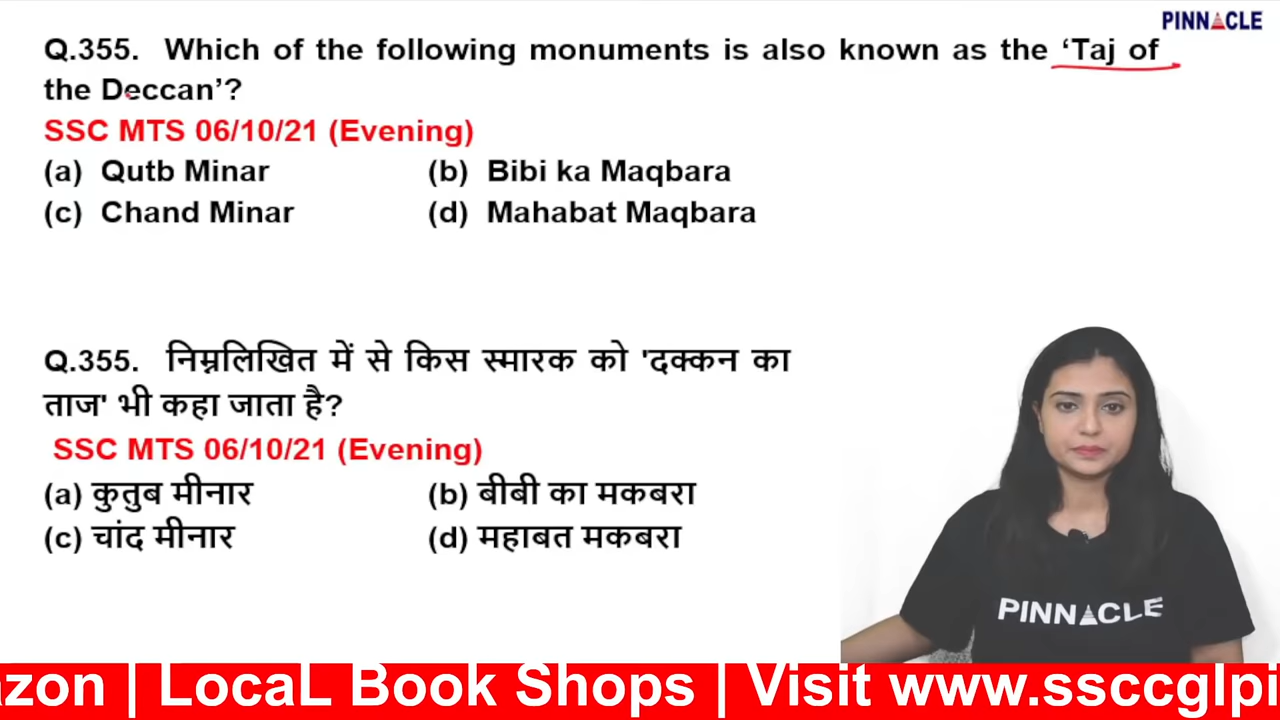 PINNACLE
Q.355. Which of the following monuments is also known as the ‘Taj of
the Deccan’?
SSC MTS 06/10/21 (Evening)
(a) Qutb Minar (b) Bibi ka Maqbara
(c) Chand Minar (d) Mahabat Maqbara
Q.355. निम्नलिखित में से किस स्मारक को 'दक्कन का
ताज' भी कहा जाता है?
SSC MTS 06/10/21 (Evening)
(a) कुतुब मीनार (b) बीबी का मकबरा
(c) चांद मीनार (d) महाबत मकबरा
PINNACLE
azon | LocaL Book Shops | Visit www.ssccglpi